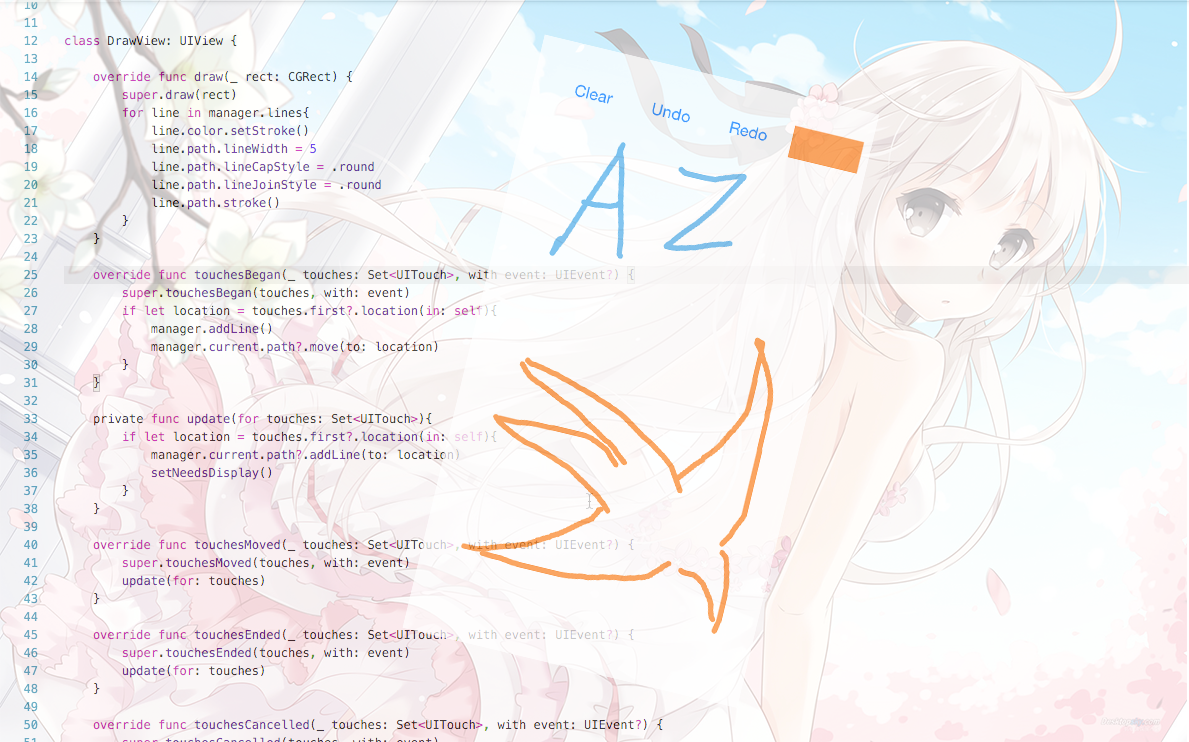 10
11
12 class DrawView: UIView {
13
14 override func draw(_ rect: CGRect) {
15 super.draw(rect)
16 for line in manager.lines{
17 line.color.setStroke()
18 line.path.lineWidth = 5
19 line.path.lineCapStyle = .round
20 line.path.lineJoinStyle = .round
21 line.path.stroke()
22 }
23 }
24
25 override func touchesBegan(_ touches: Set<UITouch>, with event: UIEvent?) {
26 super.touchesBegan(touches, with: event)
27 if let location = touches.first?.location(in: self){
28 manager.addLine()
29 manager.current.path?.move(to: location)
30 }
31 }
32
33 private func update(for touches: Set<UITouch>){
34 if let location = touches.first?.location(in: self){
35 manager.current.path?.addLine(to: location)
36 setNeedsDisplay()
37 }
38 }
39
40 override func touchesMoved(_ touches: Set<UITouch>, with event: UIEvent?) {
41 super.touchesMoved(touches, with: event)
42 update(for: touches)
43 }
44
45 override func touchesEnded(_ touches: Set<UITouch>, with event: UIEvent?) {
46 super.touchesEnded(touches, with: event)
47 update(for: touches)
48 }
49
50 override func touchesCancelled(_ touches: Set<UITouch>, with event: UIEvent?) {
51 super.touchesCancelled(touches, with: event)
Clear Undo Redo
AZ